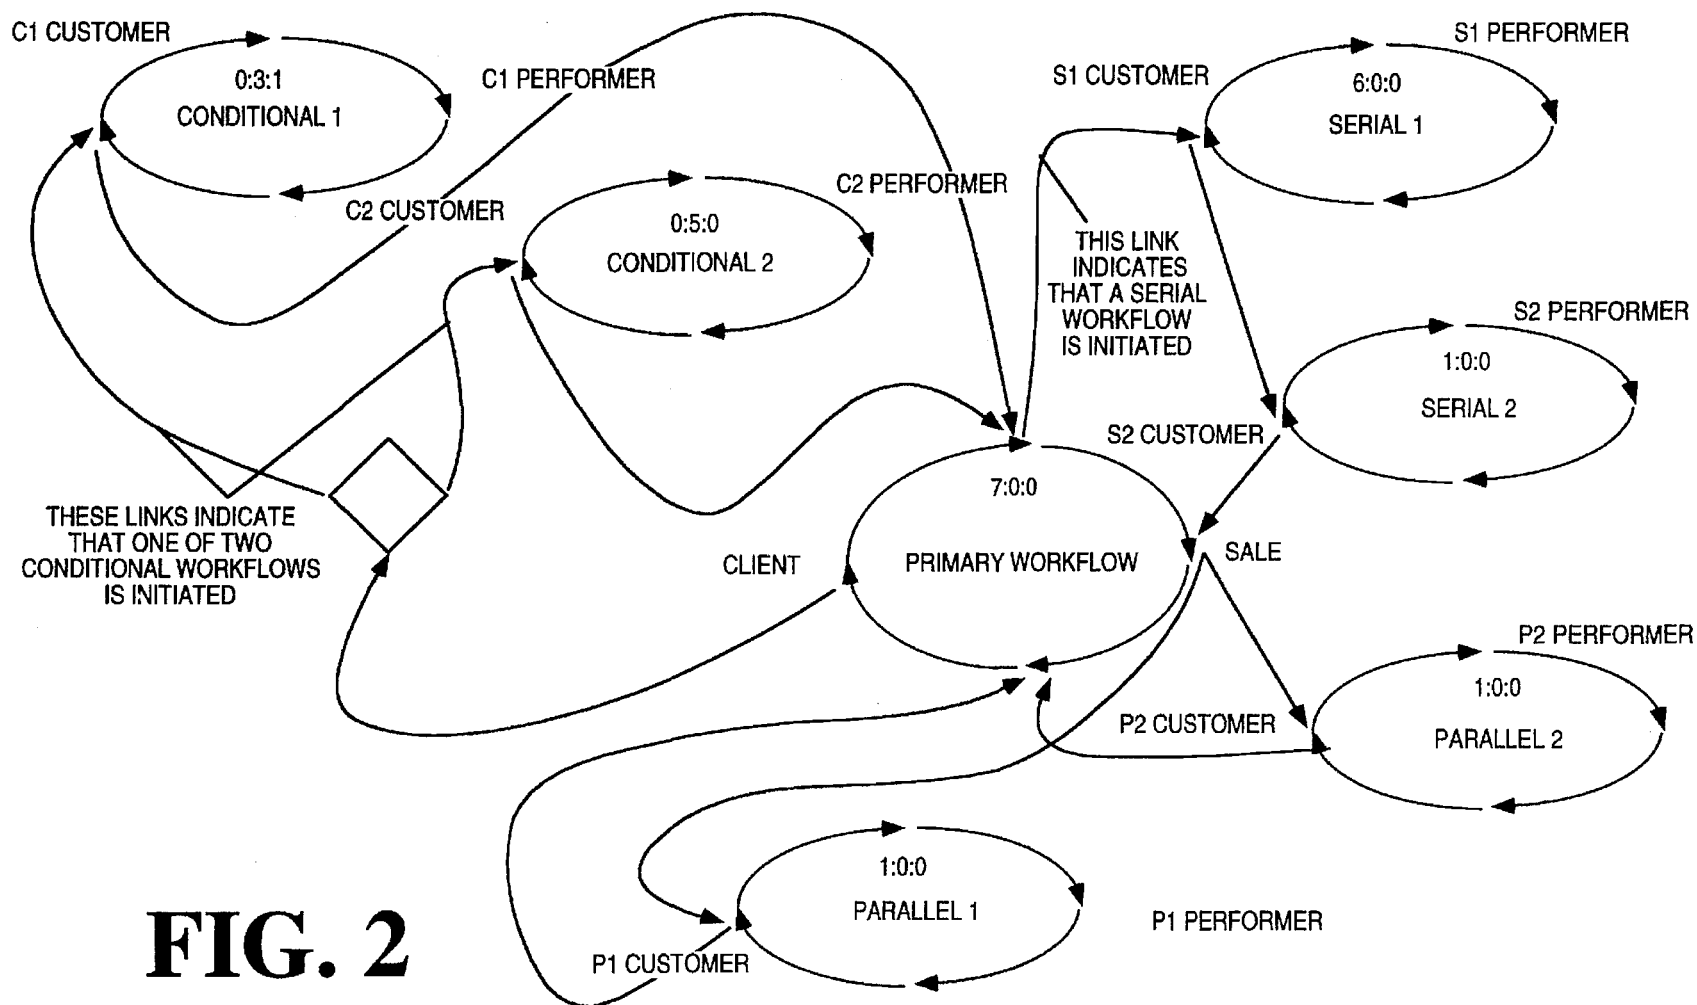 C1 CUSTOMER
0:3:1
CONDITIONAL 1
C1 PERFORMER
S1 CUSTOMER
S1 PERFORMER
6:0:0
SERIAL 1
C2 CUSTOMER
C2 PERFORMER
0:5:0
CONDITIONAL 2
THIS LINK
INDICATES
THAT A SERIAL
WORKFLOW
IS INITIATED
S2 PERFORMER
1:0:0
SERIAL 2
S2 CUSTOMER
7:0:0
PRIMARY WORKFLOW
CLIENT
SALE
THESE LINKS INDICATE
THAT ONE OF TWO
CONDITIONAL WORKFLOWS
IS INITIATED
P2 PERFORMER
1:0:0
PARALLEL 2
P2 CUSTOMER
1:0:0
PARALLEL 1
P1 PERFORMER
P1 CUSTOMER
FIG. 2